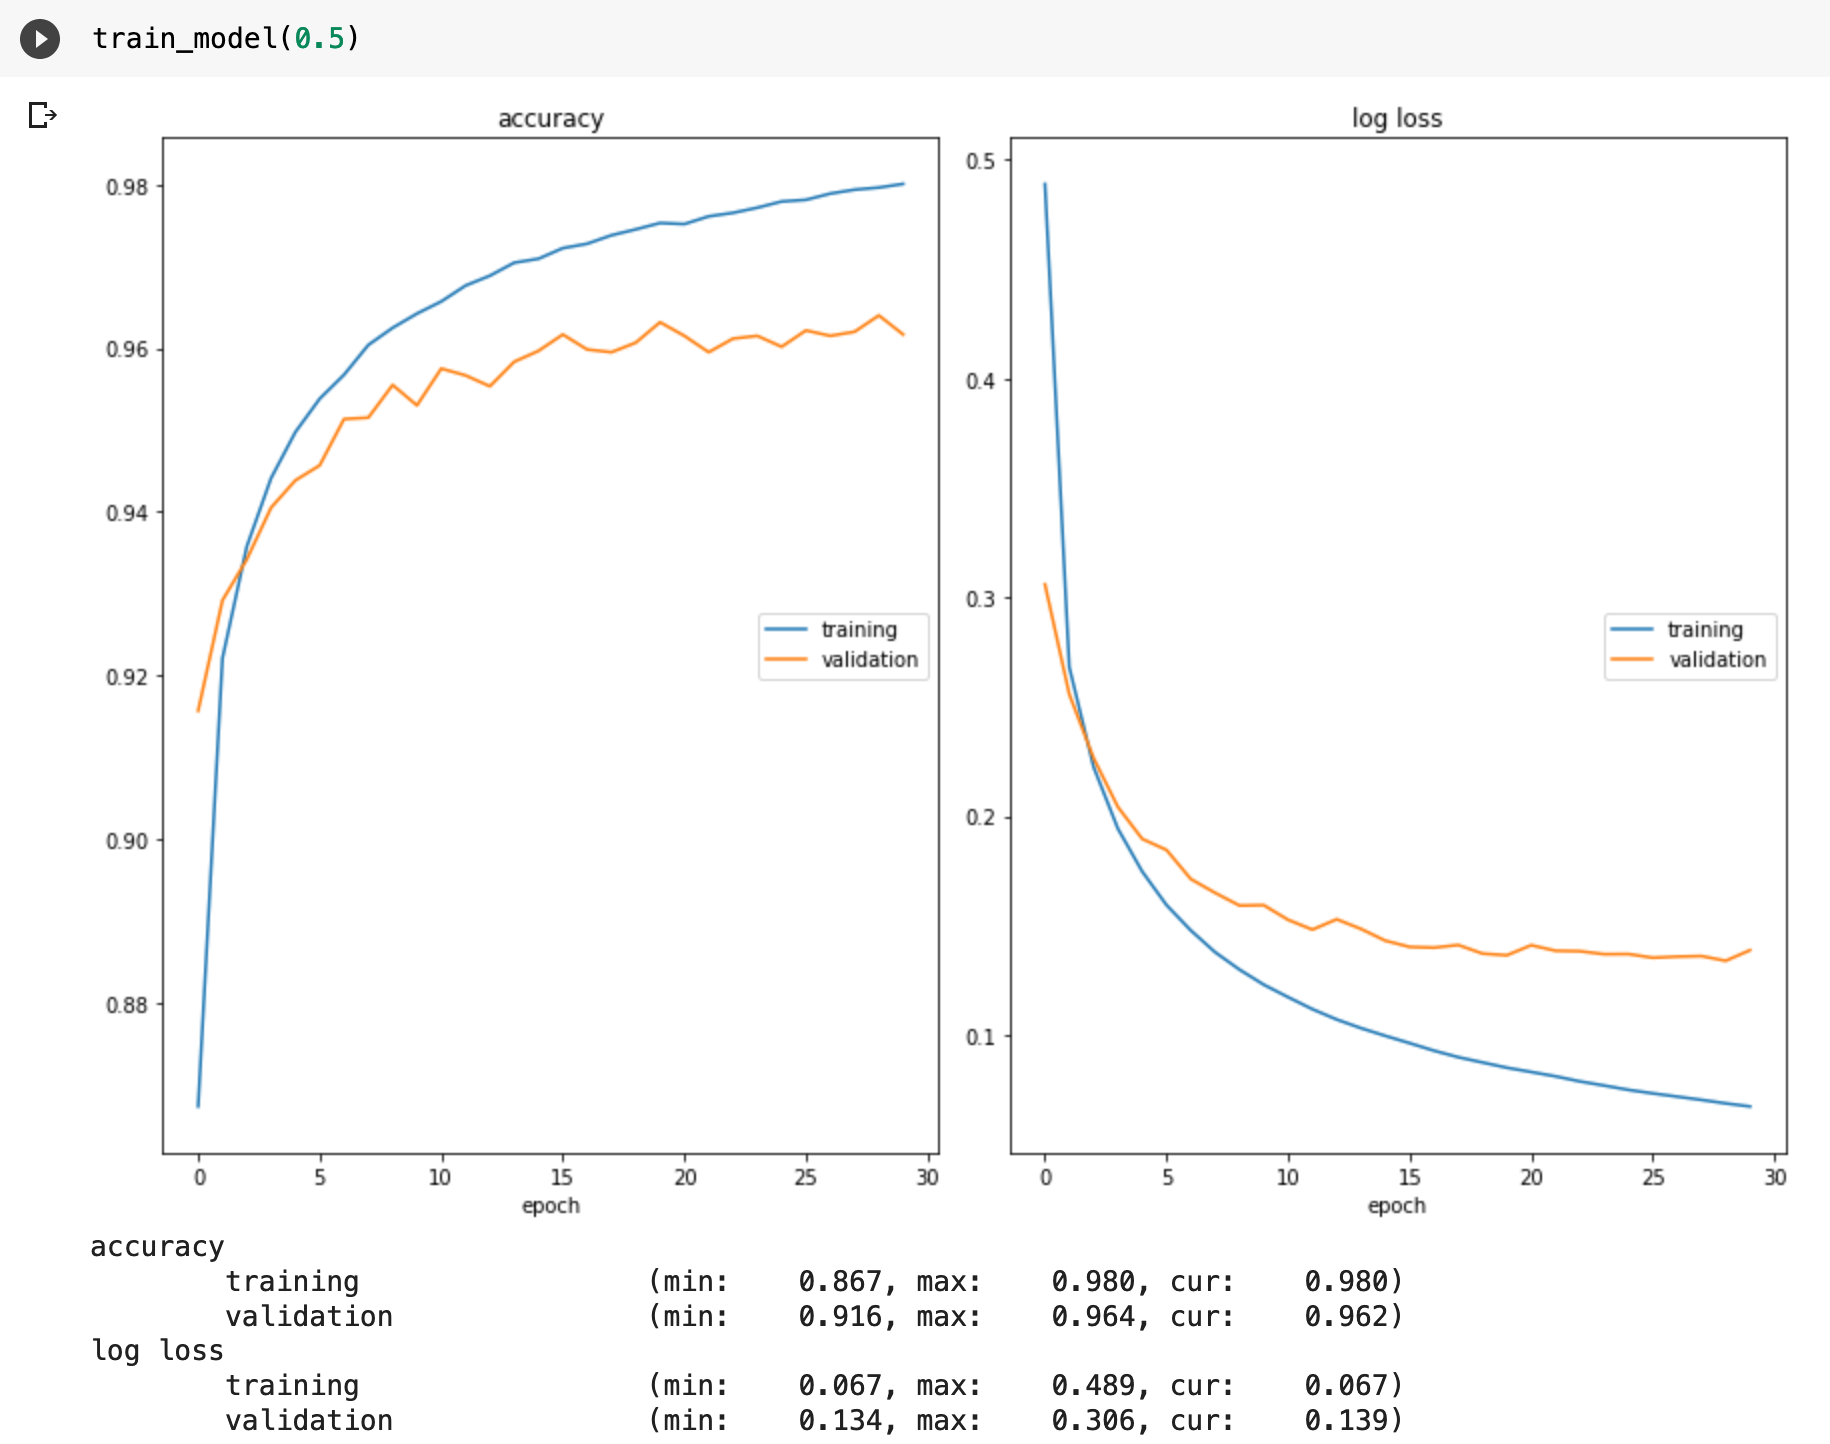 train_model(0.5)
accuracy
0.98
0.96
0.94
0.92
0.90
0.88
training
validation
0 5 10 15 20 25 30
epoch
log loss
0.5
0.4
0.3
0.2
0.1
training
validation
0 5 10 15 20 25 30
epoch
accuracy
training (min: 0.867, max: 0.980, cur: 0.980)
validation (min: 0.916, max: 0.964, cur: 0.962)
log loss
training (min: 0.067, max: 0.489, cur: 0.067)
validation (min: 0.134, max: 0.306, cur: 0.139)